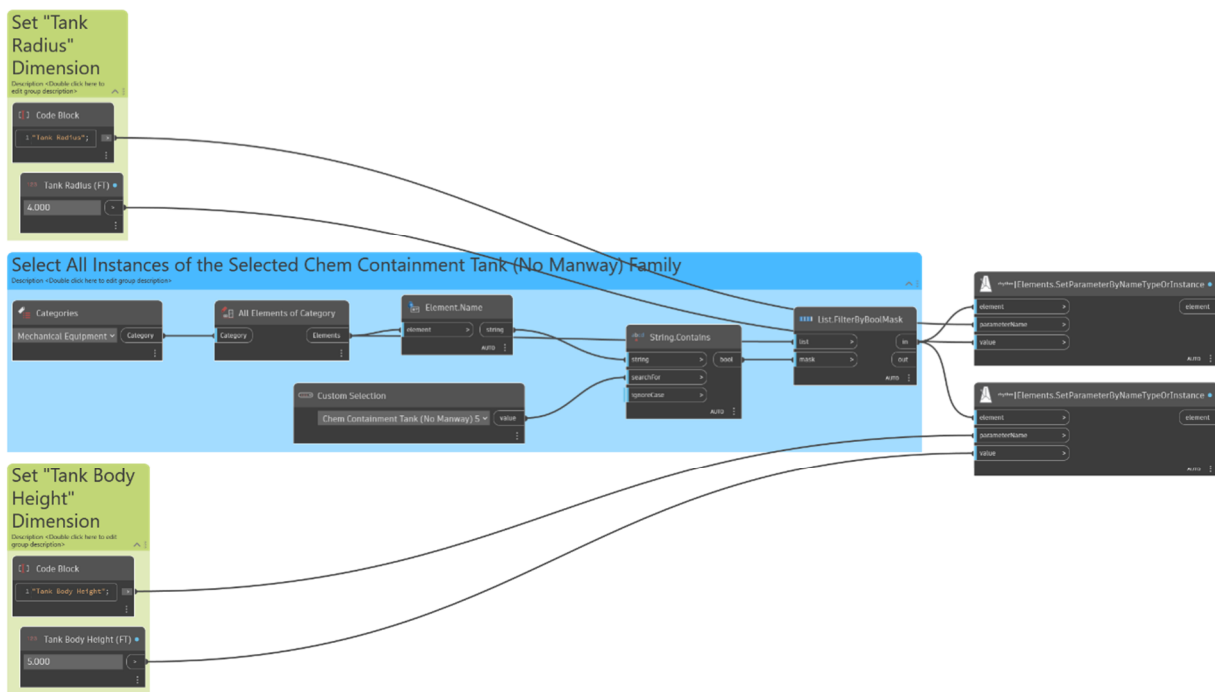 Set "Tank
Radius"
Dimension
Description <Double click here to
edit group description>
Code Block
1 "Tank Radius";
>
Tank Radius (FT)
4.000
>
Select All Instances of the Selected Chem Containment Tank (No Manway) Family
Description <Double click here to edit group description>
Categories
Mechanical Equipment
Category
All Elements of Category
Category
Elements
Element.Name
element >
string
AUTO
Custom Selection
Chem Containment Tank (No Manway) 5
value
String.Contains
string >
bool
searchFor >
ignoreCase >
AUTO
List.FilterByBoolMask
list >
in
mask >
out
AUTO
rhythm|Elements.SetParameterByNameTypeOrInstance
element >
element
parameterName >
value >
AUTO
rhythm|Elements.SetParameterByNameTypeOrInstance
element >
element
parameterName >
value >
AUTO
Set "Tank Body
Height"
Dimension
Description <Double click here to edit
group description>
Code Block
1 "Tank Body Height";
>
Tank Body Height (FT)
5.000
>